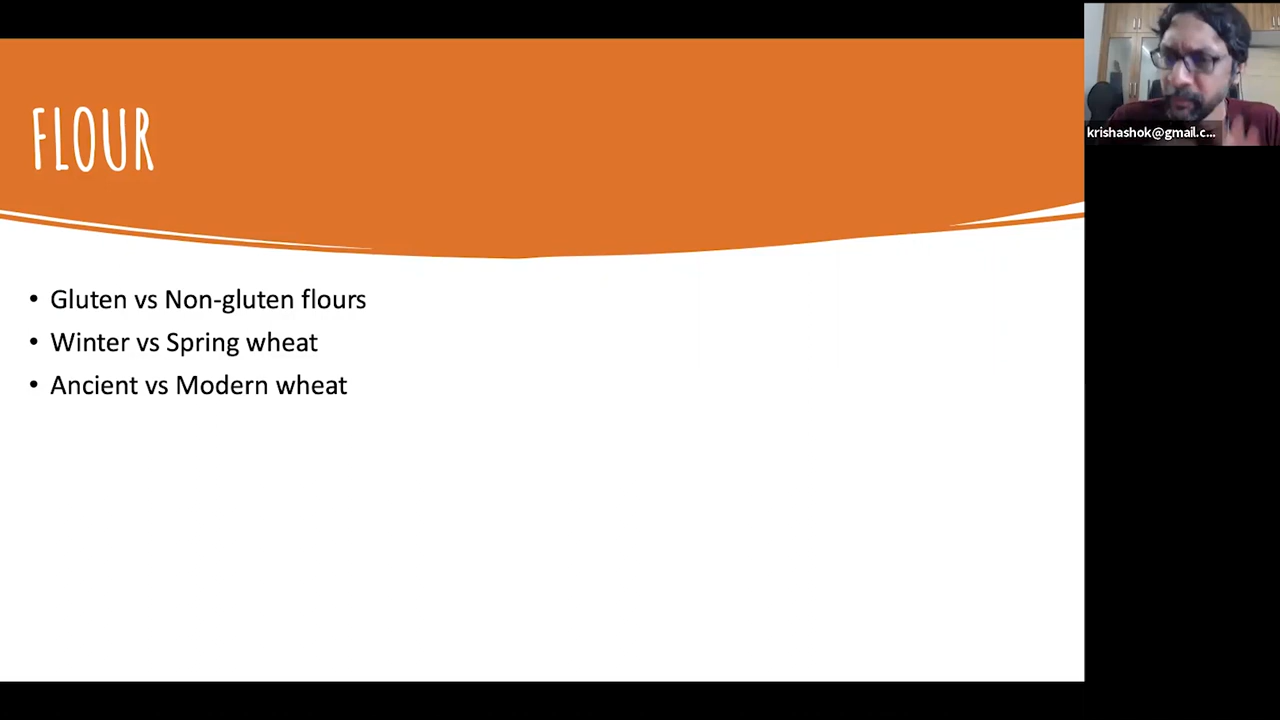 FLOUR
• Gluten vs Non-gluten flours
• Winter vs Spring wheat
• Ancient vs Modern wheat
krishashok@gmail.c...